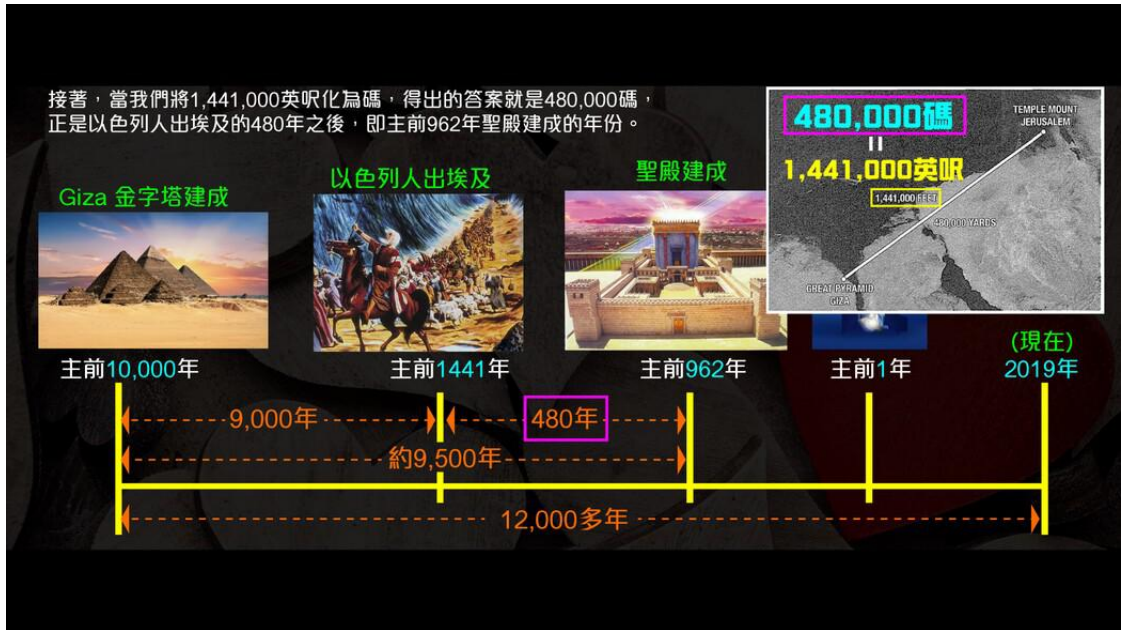 接著，當我們將1,441,000英呎化為碼，得出的答案就是480,000碼，
正是以色列人出埃及的480年之後，即主前962年聖殿建成的年份。
480,000碼
=
1,441,000英呎
TEMPLE MOUNT
JERUSALEM
1,441,000 FEET
480,000 YARDS
GREAT PYRAMID
GIZA
Giza 金字塔建成
以色列人出埃及
聖殿建成
(現在)
主前10,000年
主前1441年
主前962年
主前1年
2019年
9,000年
480年
約9,500年
12,000多年